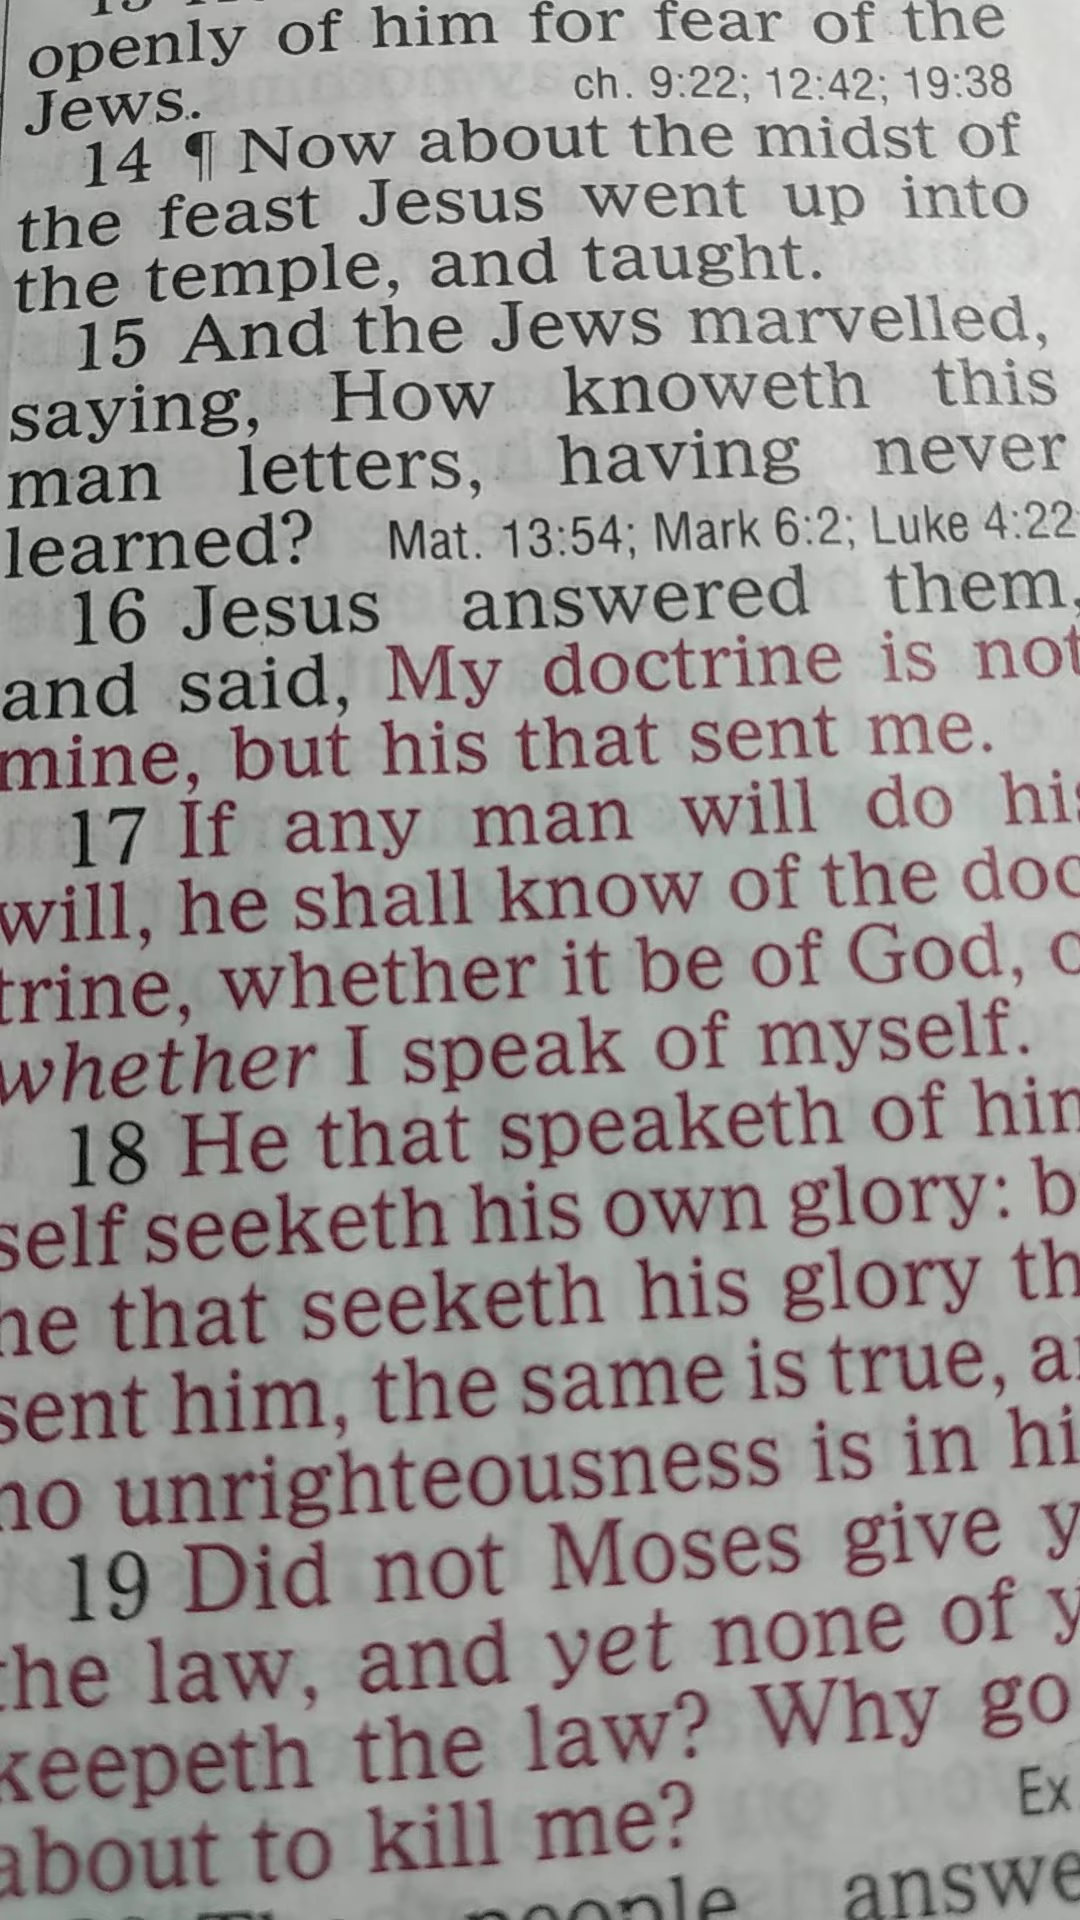 openly of him for fear of the
Jews. ch. 9:22; 12:42; 19:38
14 ¶ Now about the midst of
the feast Jesus went up into
the temple, and taught.
15 And the Jews marvelled,
saying, How knoweth this
man letters, having never
learned? Mat. 13:54; Mark 6:2; Luke 4:22
16 Jesus answered them,
and said, My doctrine is not
mine, but his that sent me.
17 If any man will do his
will, he shall know of the doc
trine, whether it be of God, o
whether I speak of myself.
18 He that speaketh of him
self seeketh his own glory: b
he that seeketh his glory th
sent him, the same is true, an
no unrighteousness is in hi
19 Did not Moses give y
the law, and yet none of y
keepeth the law? Why go
about to kill me? Ex
people answe